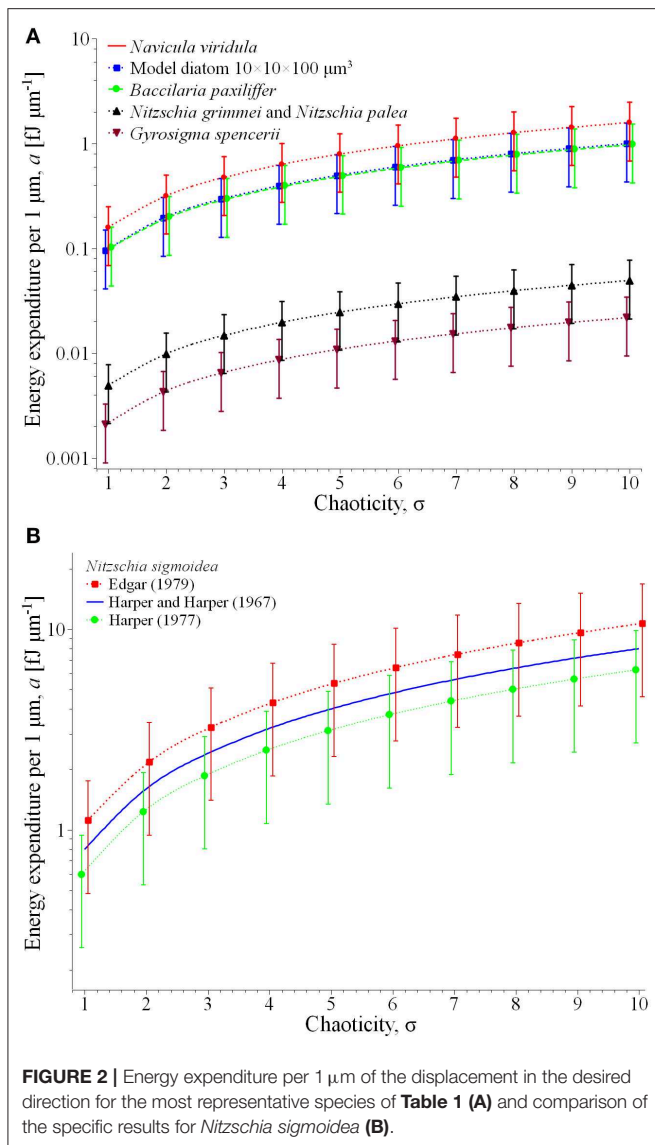 A
Navicula viridula
Model diatom 10×10×100 μm³
Baccilaria paxiliffer
Nitzschia grimmei and Nitzschia palea
Gyrosigma spencerii
Energy expenditure per 1 μm, a [fJ μm⁻¹]
10
1
0.1
0.01
0.001
1 2 3 4 5 6 7 8 9 10
Chaoticity, σ
B
Nitzschia sigmoidea
Edgar (1979)
Harper and Harper (1967)
Harper (1977)
Energy expenditure per 1 μm, a [fJ μm⁻¹]
10
1
1 2 3 4 5 6 7 8 9 10
Chaoticity, σ
FIGURE 2 | Energy expenditure per 1 μm of the displacement in the desired
direction for the most representative species of Table 1 (A) and comparison of
the specific results for Nitzschia sigmoidea (B).